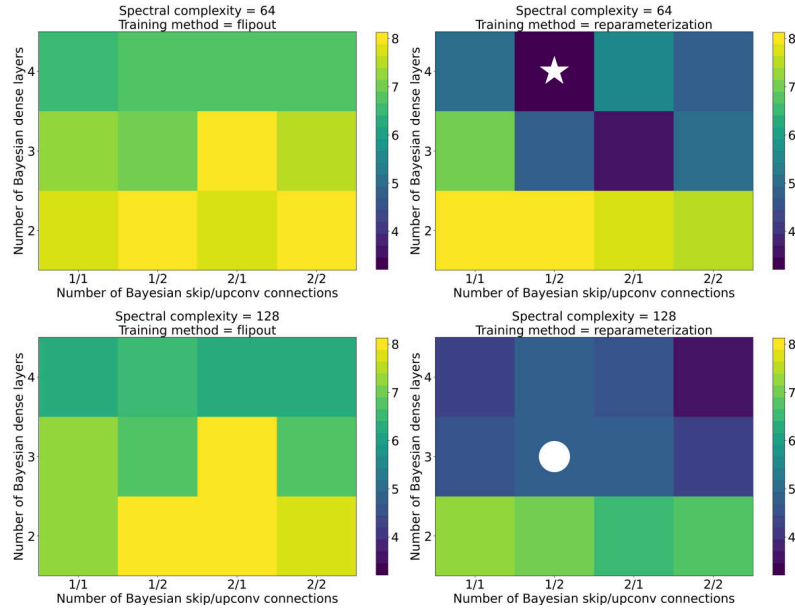 Spectral complexity = 64
Training method = flipout
Number of Bayesian dense layers
4
3
2
1/1 1/2 2/1 2/2
Number of Bayesian skip/upconv connections
8
7
6
5
4
Spectral complexity = 64
Training method = reparameterization
Number of Bayesian dense layers
4
3
2
1/1 1/2 2/1 2/2
Number of Bayesian skip/upconv connections
8
7
6
5
4
Spectral complexity = 128
Training method = flipout
Number of Bayesian dense layers
4
3
2
1/1 1/2 2/1 2/2
Number of Bayesian skip/upconv connections
8
7
6
5
4
Spectral complexity = 128
Training method = reparameterization
Number of Bayesian dense layers
4
3
2
1/1 1/2 2/1 2/2
Number of Bayesian skip/upconv connections
8
7
6
5
4